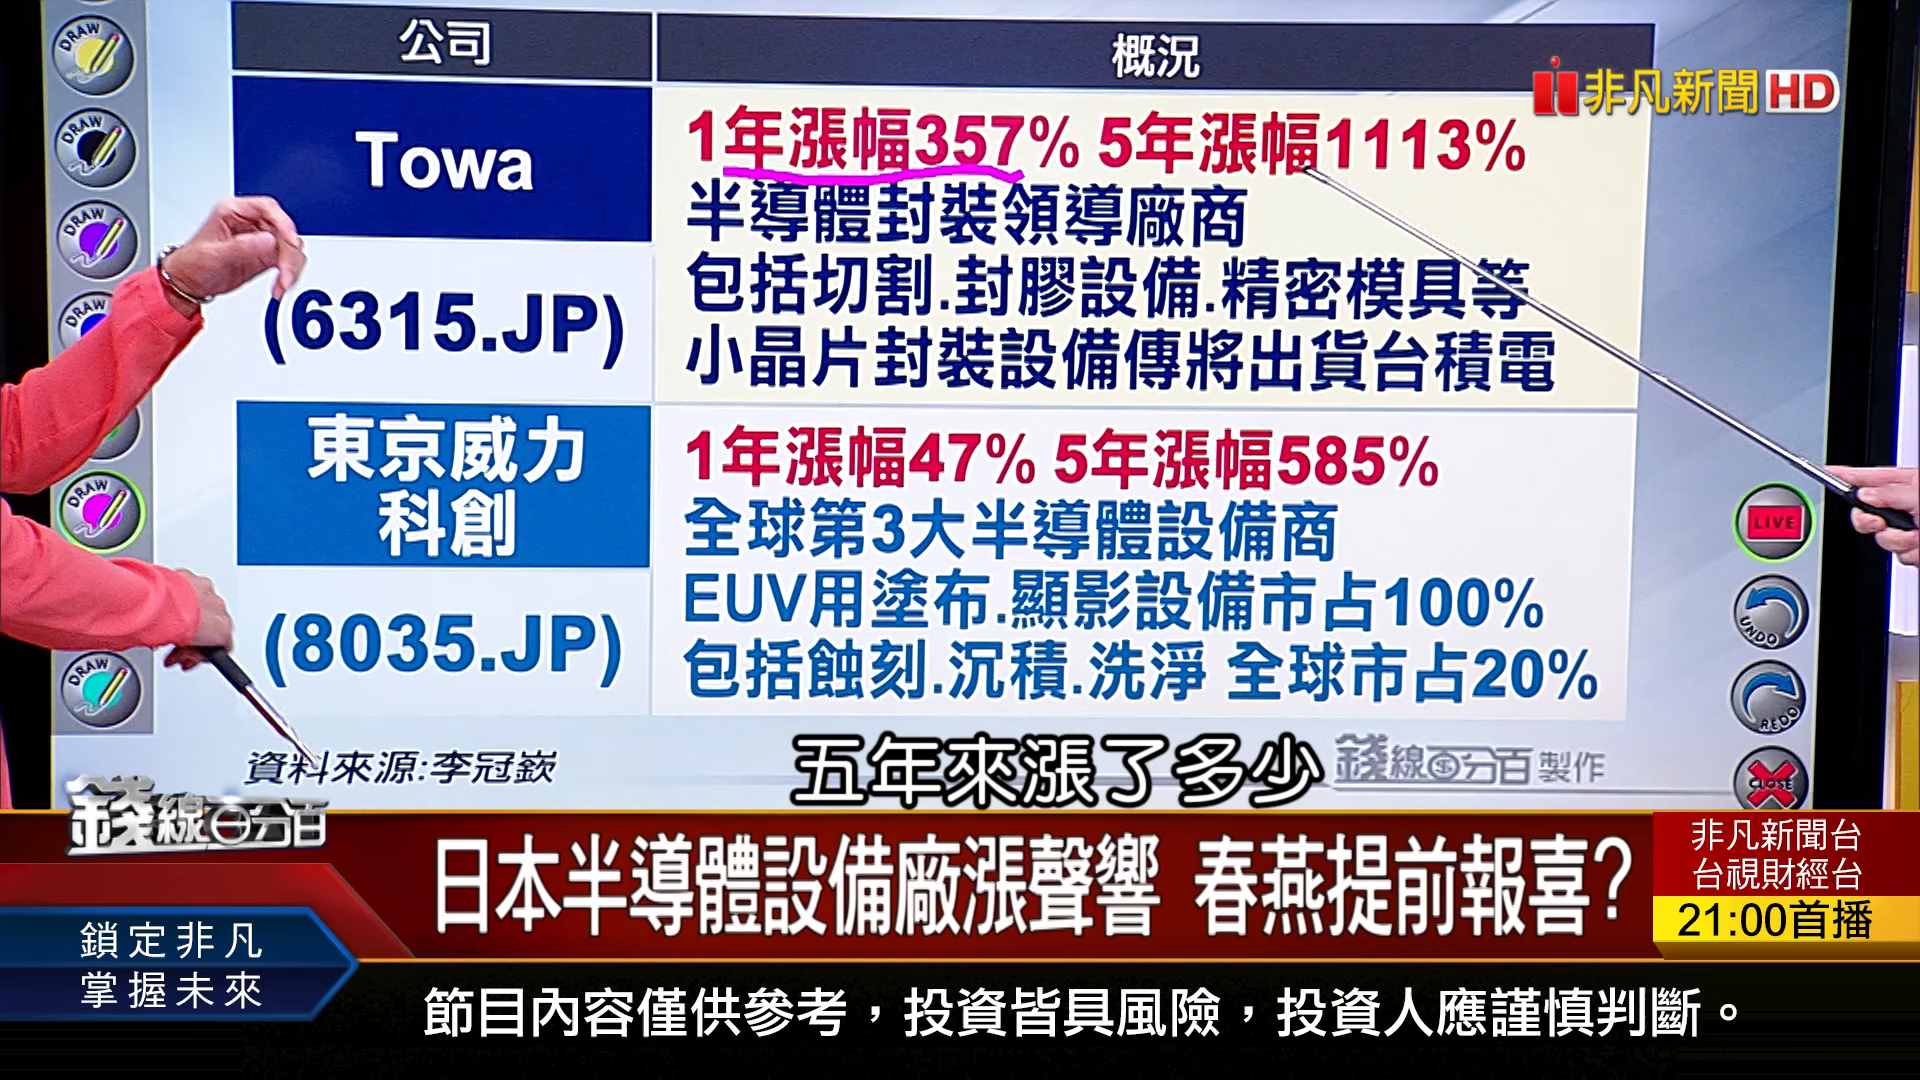 公司
概況
非凡新聞HD
DRAW
DRAW
DRAW
DRAW
DRAW
DRAW
Towa
(6315.JP)
1年漲幅357% 5年漲幅1113%
半導體封裝領導廠商
包括切割.封膠設備.精密模具等
小晶片封裝設備傳將出貨台積電
東京威力
科創
(8035.JP)
1年漲幅47% 5年漲幅585%
全球第3大半導體設備商
EUV用塗布.顯影設備市占100%
包括蝕刻.沉積.洗淨 全球市占20%
LIVE
UNDO
REDO
CLOSE
資料來源:李冠嶔
五年來漲了多少
錢線百分百製作
錢線百分百
日本半導體設備廠漲聲響 春燕提前報喜?
非凡新聞台
台視財經台
21:00首播
鎖定非凡
掌握未來
節目內容僅供參考，投資皆具風險，投資人應謹慎判斷。